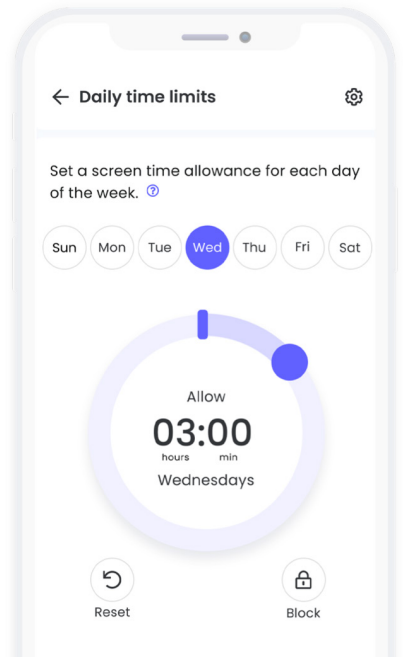 Daily time limits
Set a screen time allowance for each day
of the week. ?
Sun Mon Tue Wed Thu Fri Sat
Allow
03:00
hours min
Wednesdays
Reset Block